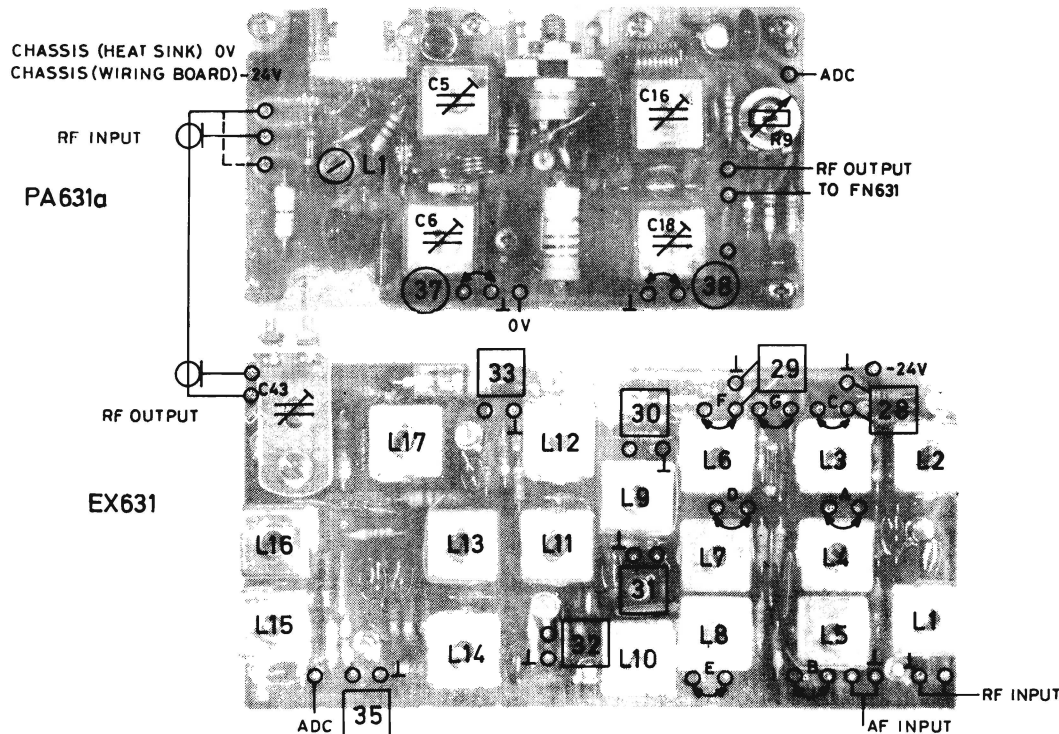 CHASSIS (HEAT SINK) 0V
CHASSIS (WIRING BOARD) -24V
C5
C16
ADC
R9
RF INPUT
L1
RF OUTPUT
TO FN631
PA631a
C6
C18
37
38
0V
33
29
-24V
C43
30
F
G
C
28
RF OUTPUT
L17
L12
L6
L3
L2
L9
EX631
D
A
L16
L13
L11
L7
L4
31
L15
L14
32
L10
L8
L5
L1
E
B
RF INPUT
ADC
35
AF INPUT